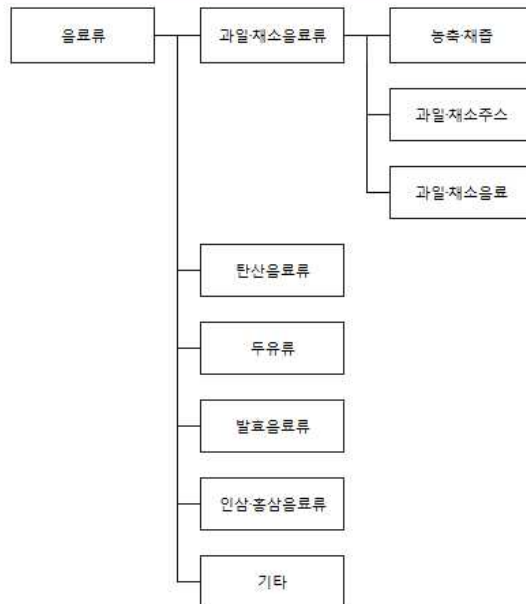 음료류
과일·채소음료류
농축·채즙
과일·채소주스
과일·채소음료
탄산음료류
두유류
발효음료류
인삼·홍삼음료류
기타